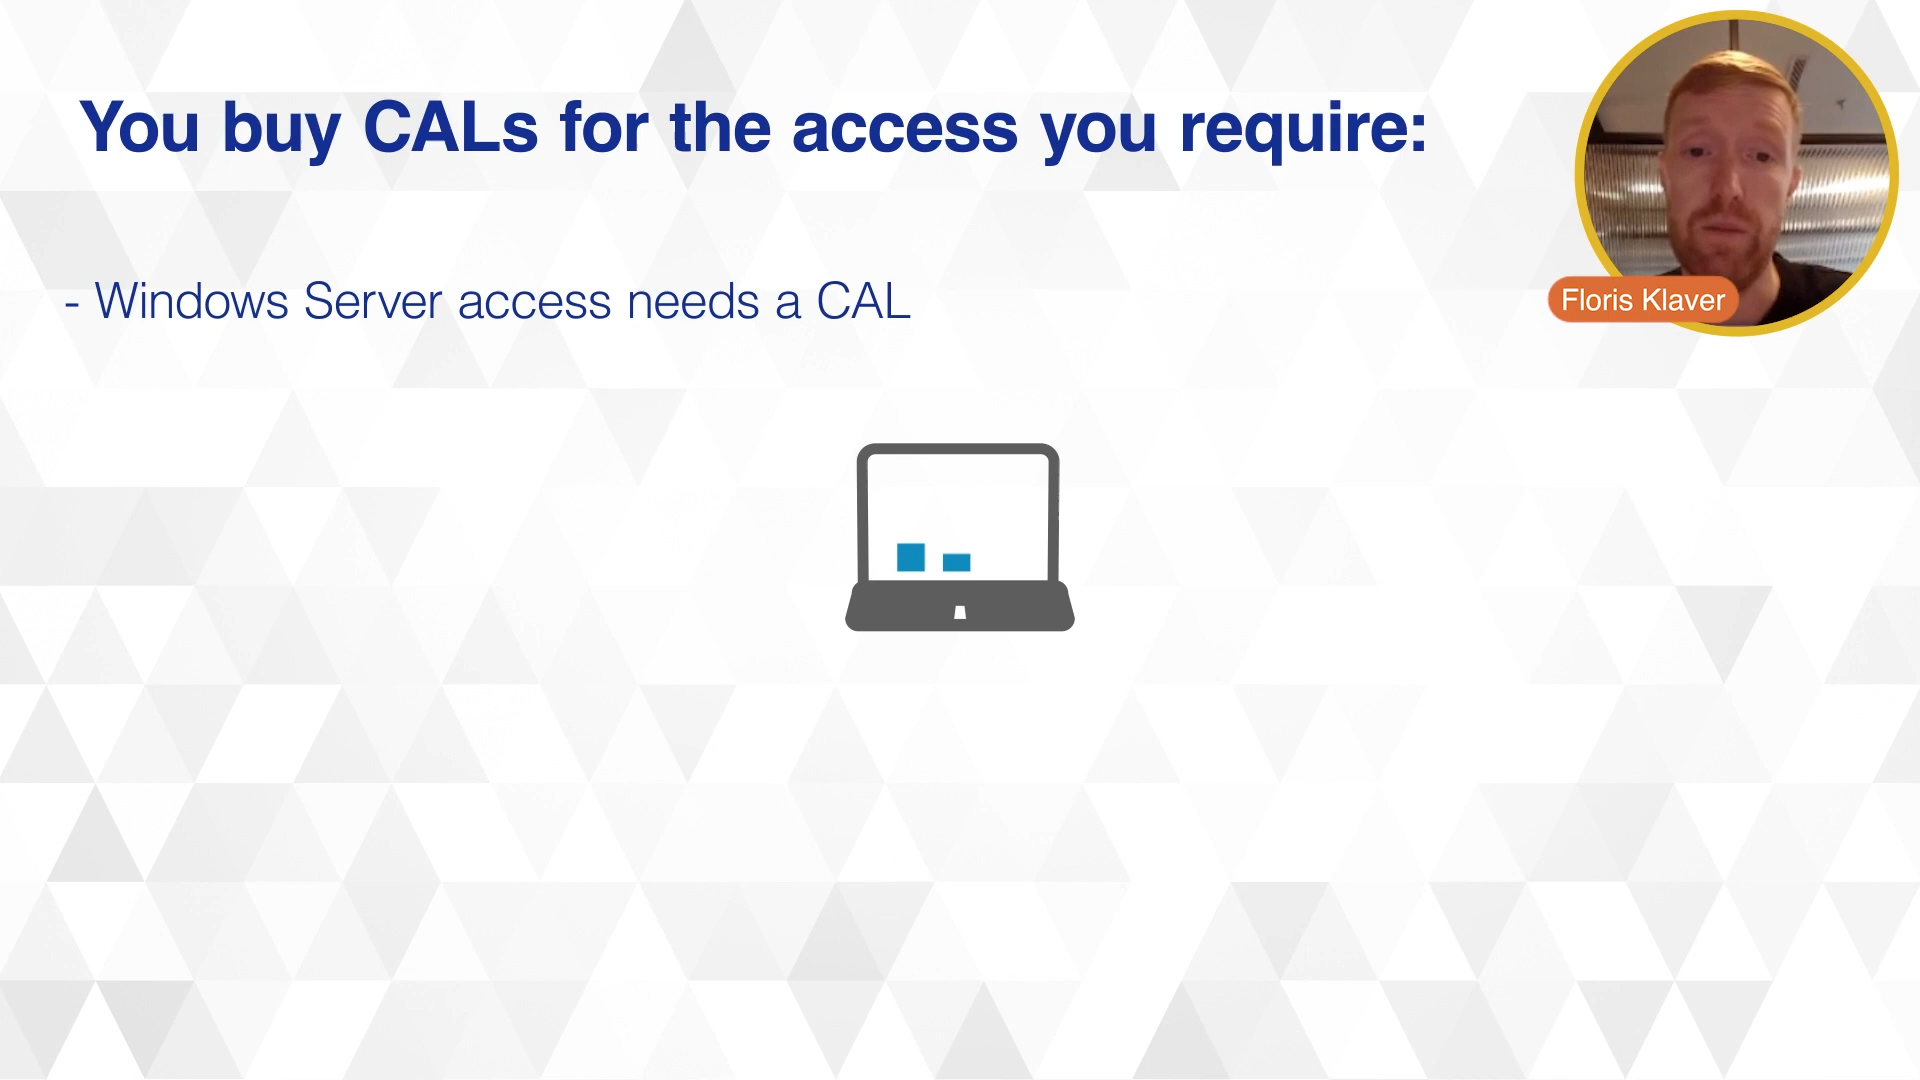 You buy CALs for the access you require:
- Windows Server access needs a CAL
Floris Klaver